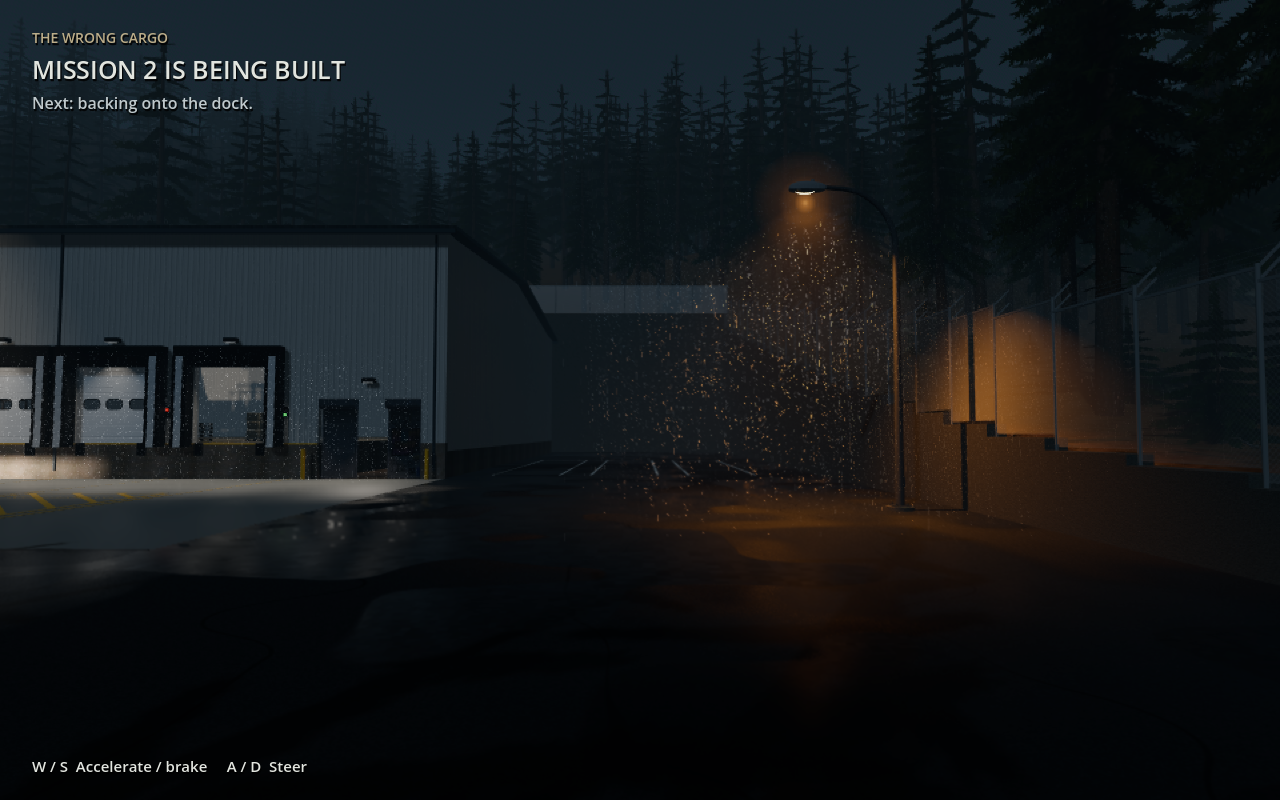 THE WRONG CARGO
MISSION 2 IS BEING BUILT
Next: backing onto the dock.
W / S  Accelerate / brake  A / D  Steer